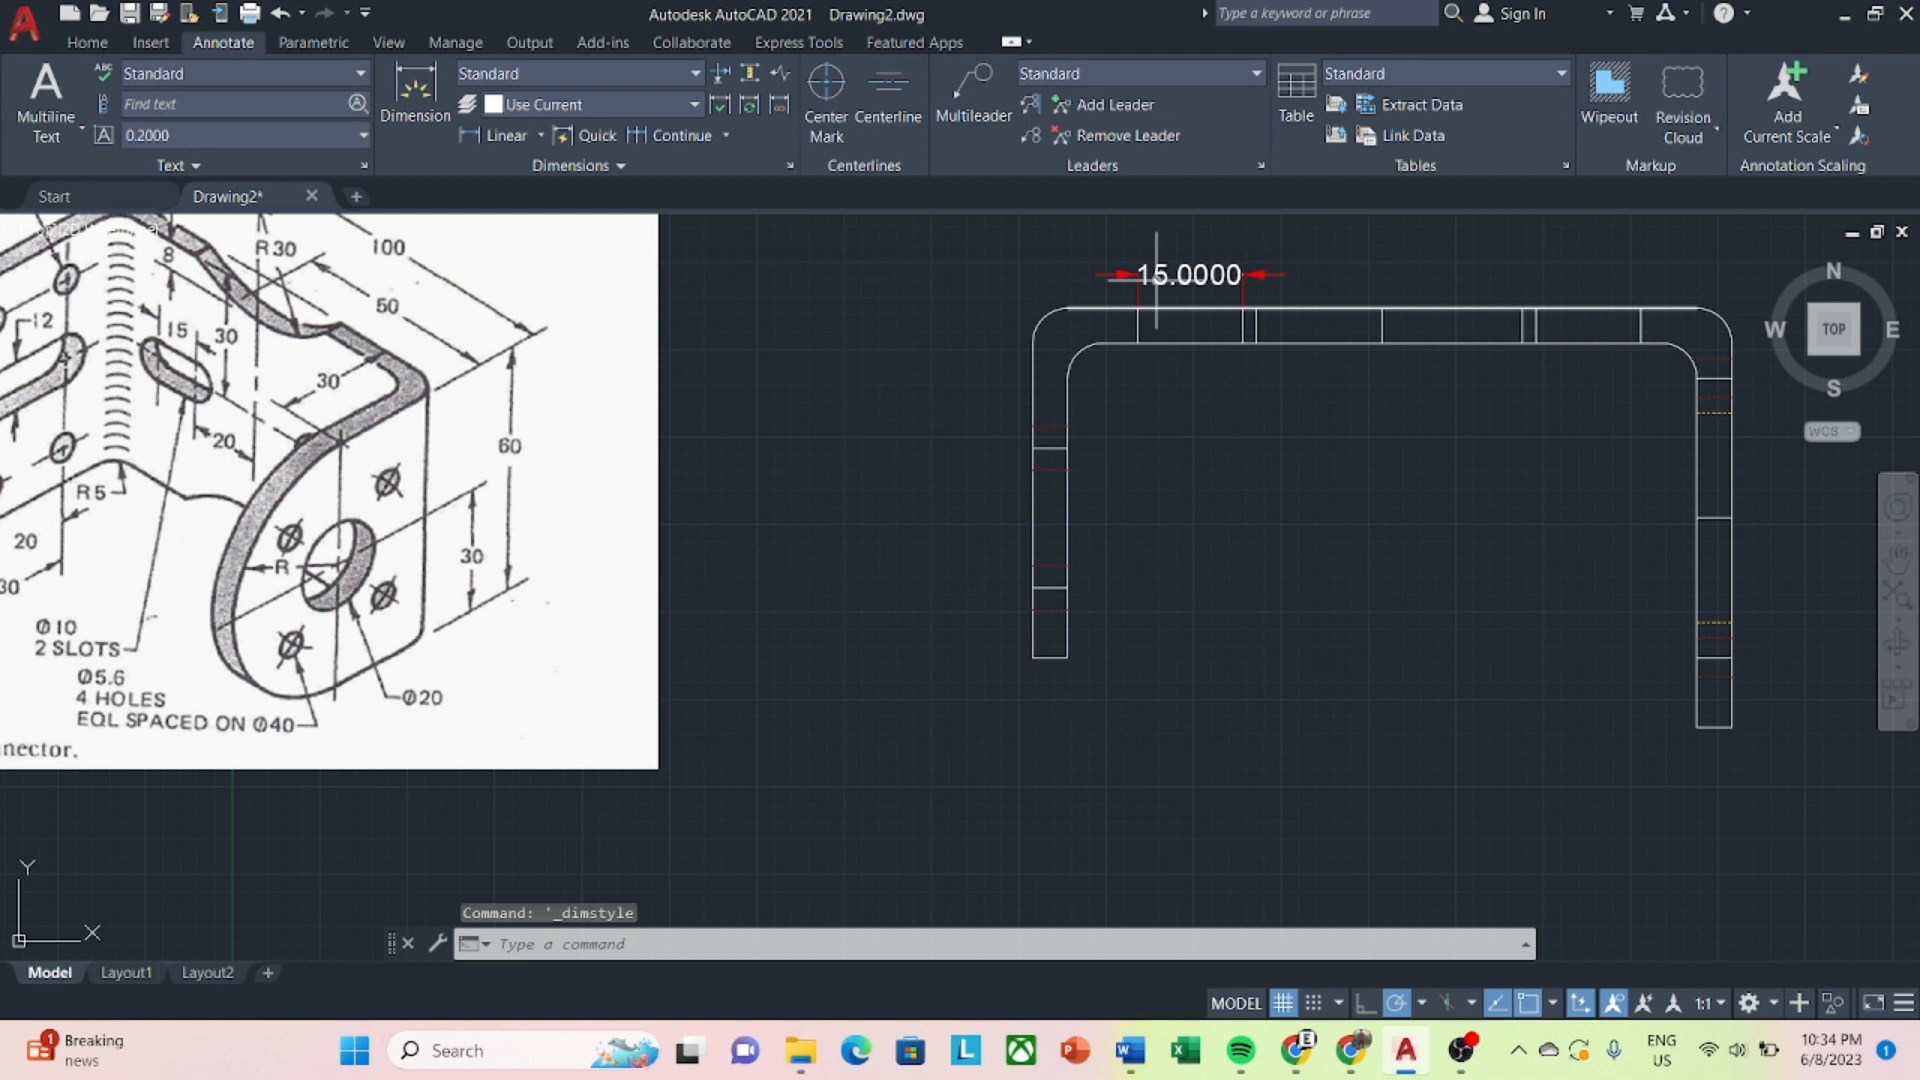 Autodesk AutoCAD 2021 Drawing2.dwg
Type a keyword or phrase
Sign In
Home Insert Annotate Parametric View Manage Output Add-ins Collaborate Express Tools Featured Apps
Multiline Text
ABC
Standard
Find text
0.2000
Text
Dimension
Standard
Use Current
Linear Quick Continue
Dimensions
Center Mark
Centerline
Centerlines
Multileader
Standard
Add Leader
Remove Leader
Leaders
Table
Standard
Extract Data
Link Data
Tables
Wipeout
Revision Cloud
Markup
Add Current Scale
Annotation Scaling
Start
Drawing2*
R30
100
8
50
12
15
30
30
20
60
R5
20
R
30
30
Ø10
2 SLOTS
Ø5.6
4 HOLES
EQL SPACED ON Ø40
Ø20
nnector.
15.0000
N
W TOP E
S
WCS
Y
X
Command: '_dimstyle
Type a command
Model Layout1 Layout2
MODEL
1:1
1
Breaking news
Search
E
ENG
US
10:34 PM
6/8/2023
1